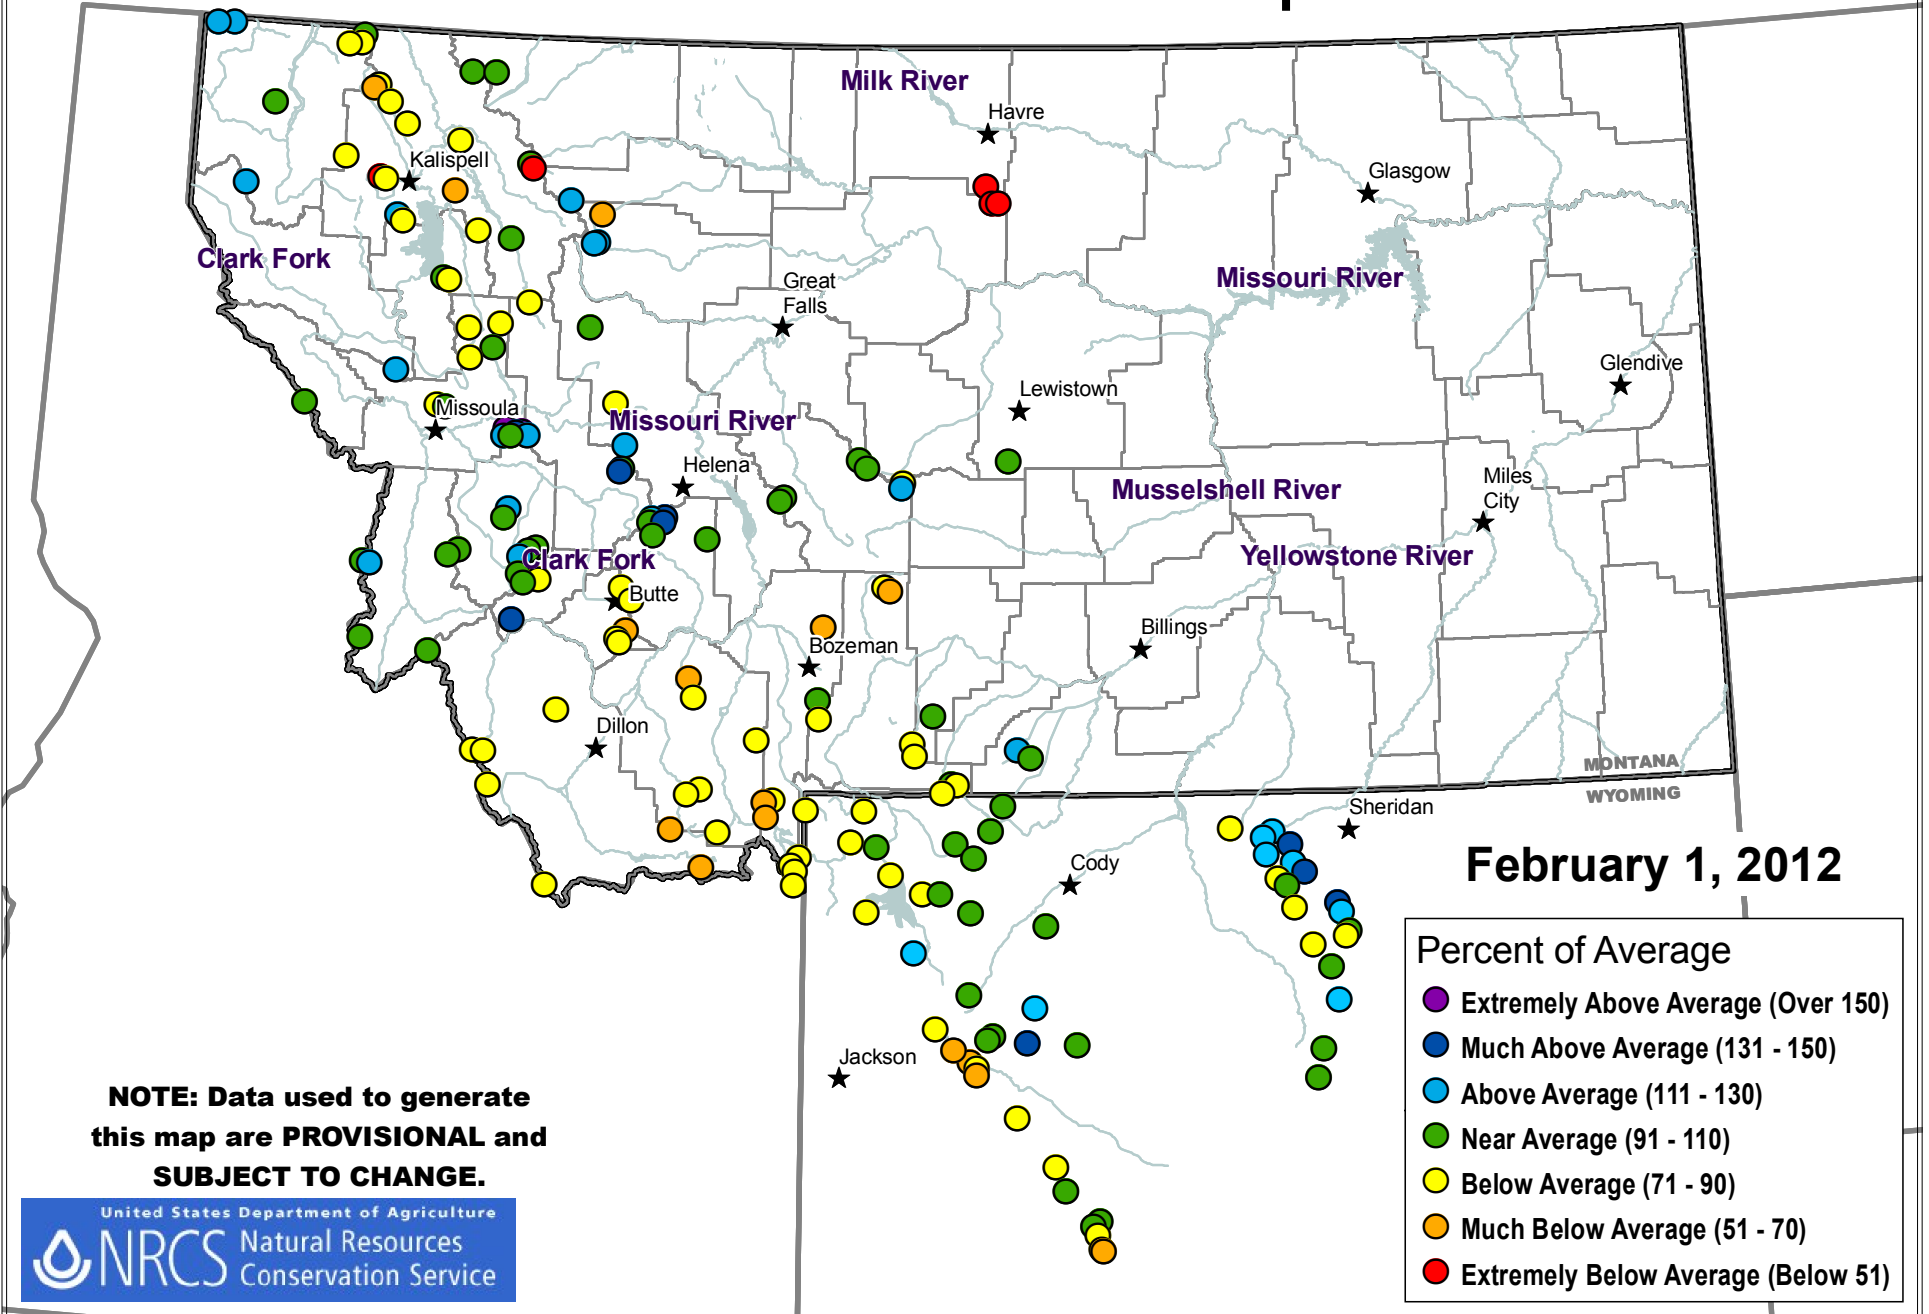 Milk River
Havre
Glasgow
Kalispell
Clark Fork
Missouri River
Great
Falls
Glendive
Lewistown
Missoula
Missouri River
Helena
Miles
City
Musselshell River
Yellowstone River
Clark Fork
Butte
Billings
Bozeman
Dillon
MONTANA
WYOMING
Sheridan
Cody
Jackson
February 1, 2012
Percent of Average
Extremely Above Average (Over 150)
Much Above Average (131 - 150)
Above Average (111 - 130)
Near Average (91 - 110)
Below Average (71 - 90)
Much Below Average (51 - 70)
Extremely Below Average (Below 51)
NOTE: Data used to generate
this map are PROVISIONAL and
SUBJECT TO CHANGE.
United States Department of Agriculture
NRCS
Natural Resources
Conservation Service